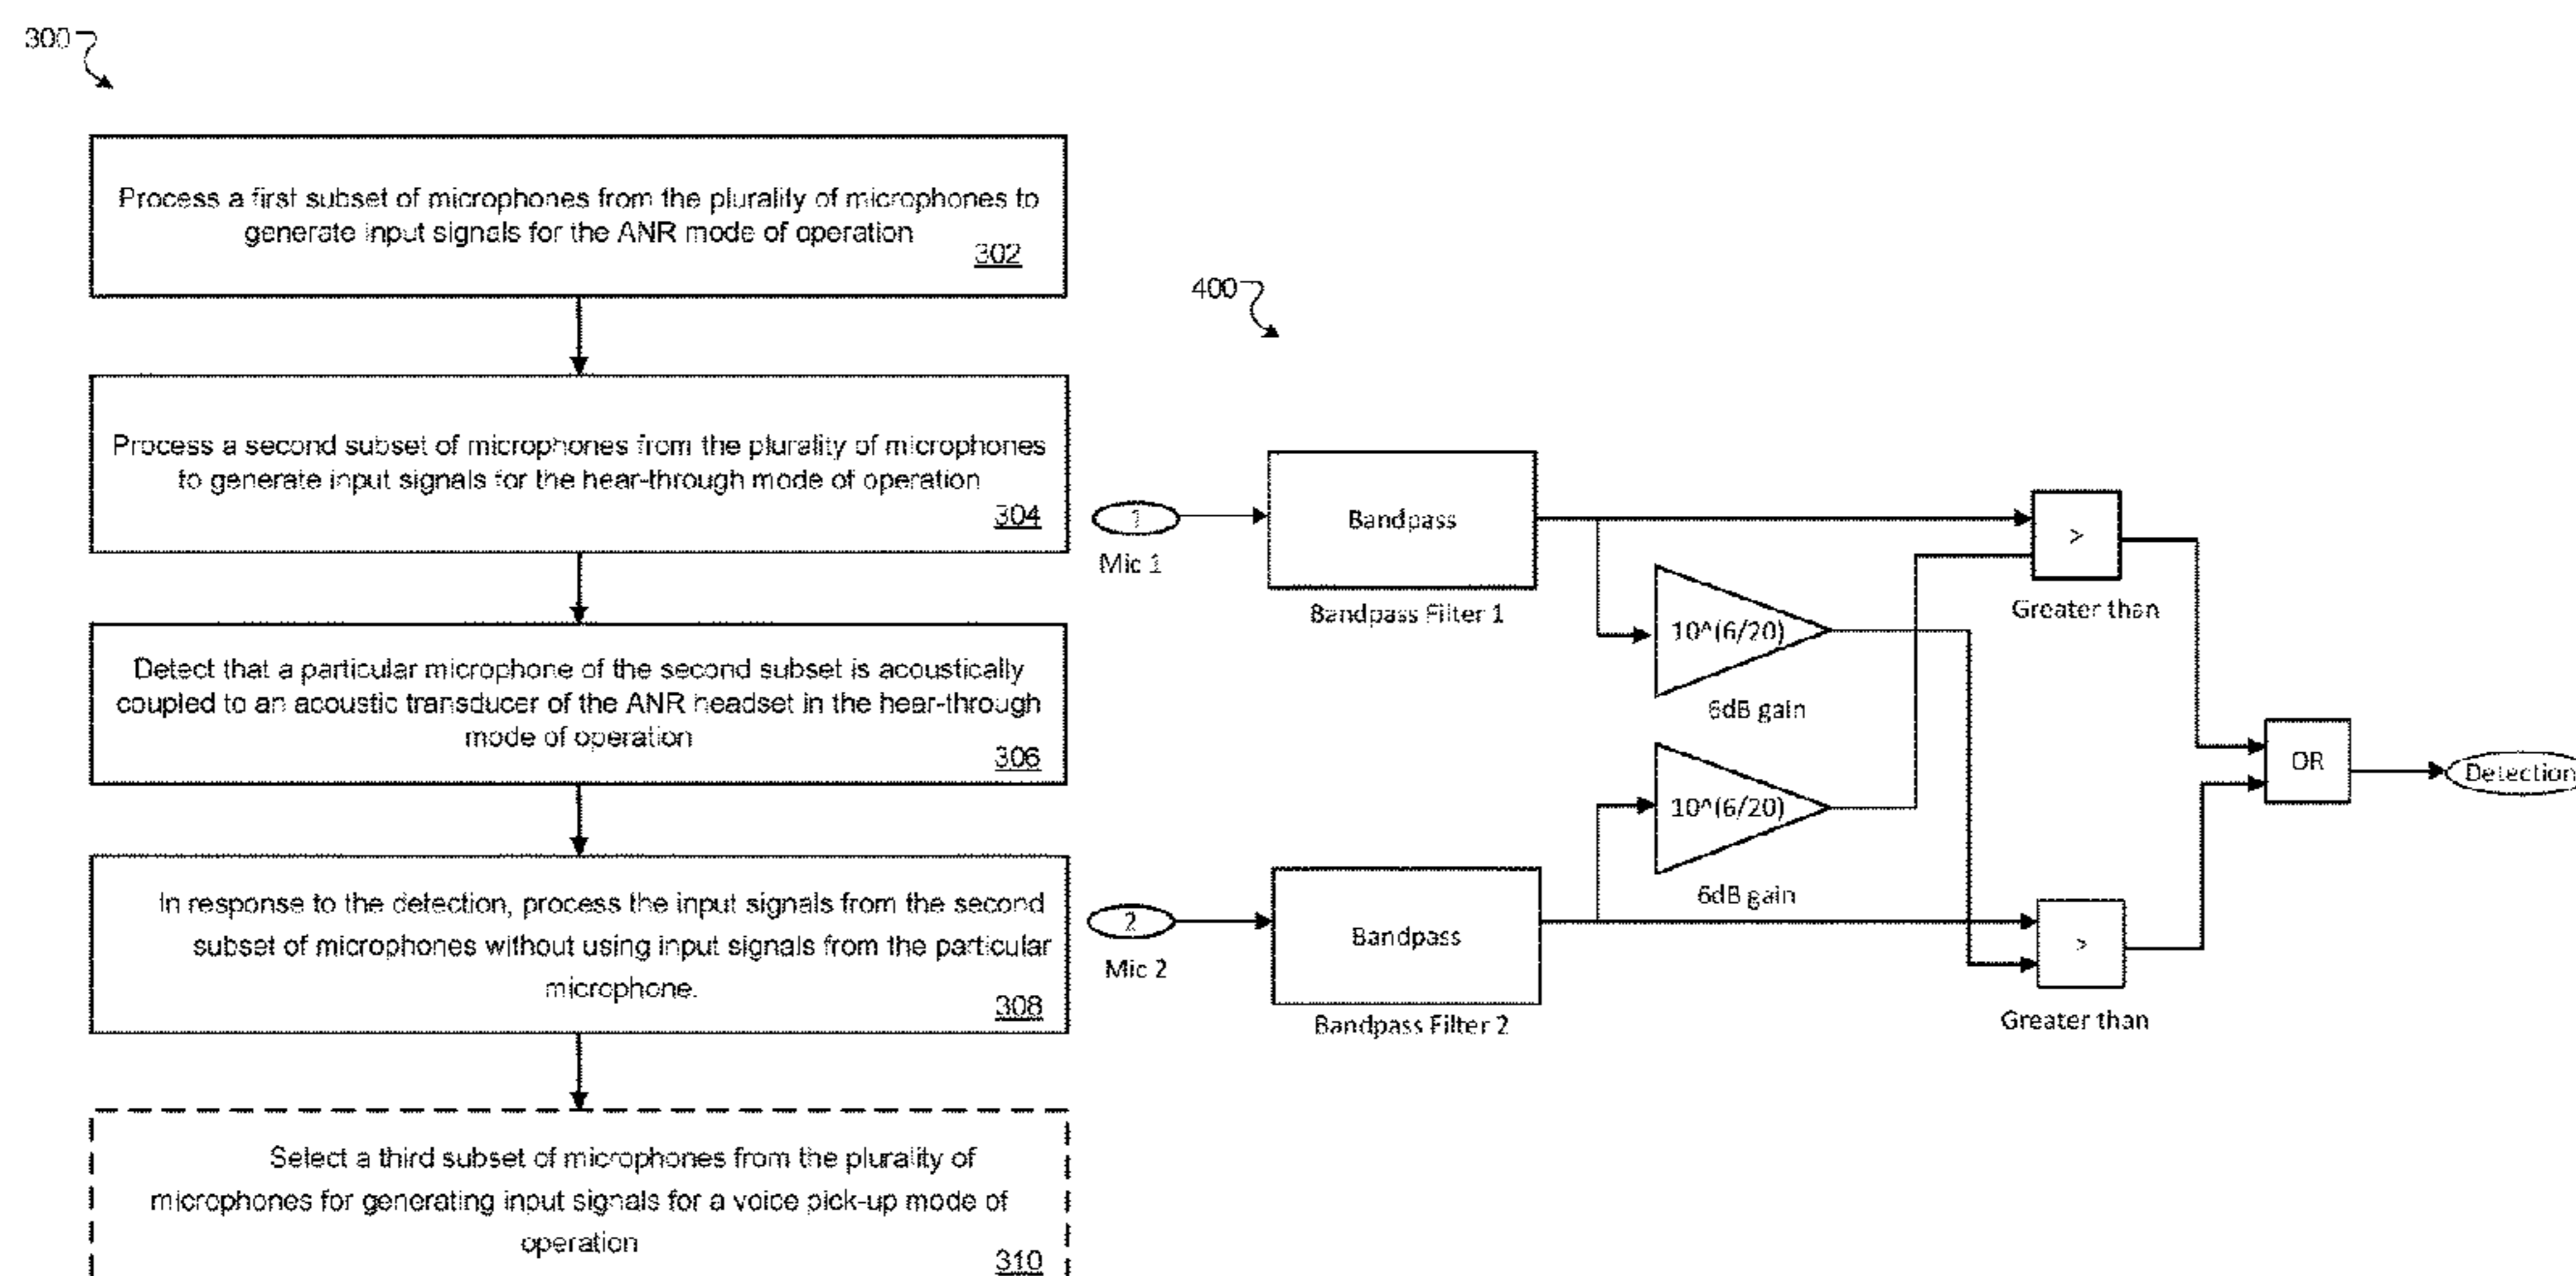 300
Process a first subset of microphones from the plurality of microphones to
generate input signals for the ANR mode of operation
302
Process a second subset of microphones from the plurality of microphones
to generate input signals for the hear-through mode of operation
304
Detect that a particular microphone of the second subset is acoustically
coupled to an acoustic transducer of the ANR headset in the hear-through
mode of operation
306
In response to the detection, process the input signals from the second
subset of microphones without using input signals from the particular
microphone.
308
Select a third subset of microphones from the plurality of
microphones for generating input signals for a voice pick-up mode of
operation
310
400
1
Mic 1
Bandpass
Bandpass Filter 1
10^(6/20)
6dB gain
>
Greater than
10^(6/20)
6dB gain
2
Mic 2
Bandpass
Bandpass Filter 2
>
Greater than
OR
Detection